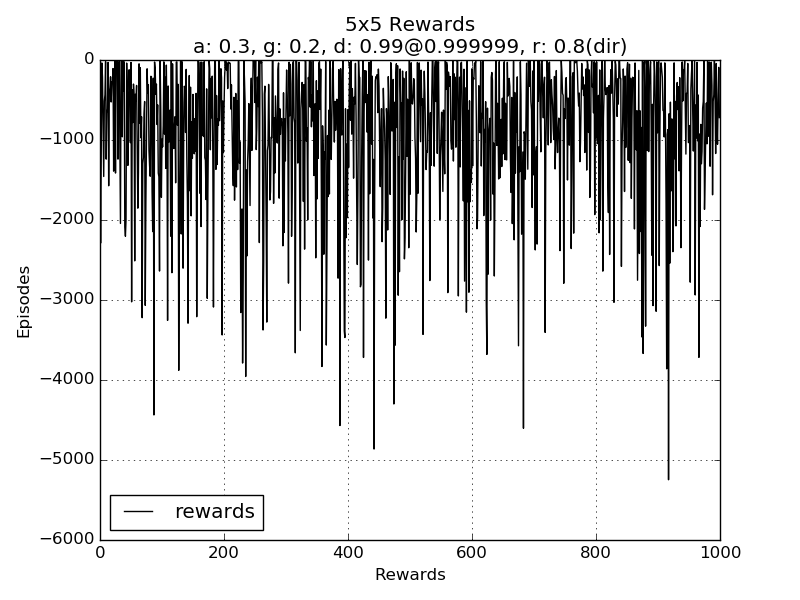 5x5 Rewards
a: 0.3, g: 0.2, d: 0.99@0.999999, r: 0.8(dir)
0
−1000
−2000
−3000
−4000
−5000
−6000
Episodes
rewards
0 200 400 600 800 1000
Rewards